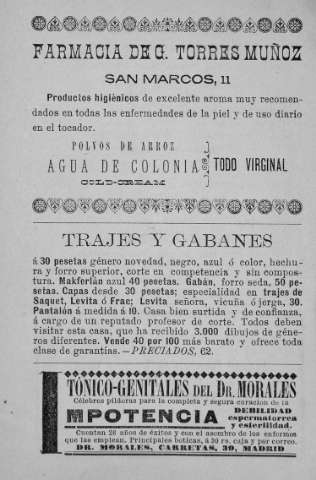 FARMACIA DE G. TORRES MUÑOZ
SAN MARCOS, 11
Productos higiénicos de excelente aroma muy recomen-
dados en todas las enfermedades de la piel y de uso diario
en el tocador.
POLVOS DE ARROZ
AGUA DE COLONIA
COLD-CREAM
TODO VIRGINAL
TRAJES Y GABANES
á 30 pesetas género novedad, negro, azul ó color, hechu-
ra y forro superior, corte en competencia y sin compos-
tura. Makferlán azul 40 pesetas. Gabán, forro seda, 50 pe-
setas. Capas desde 30 pesetas; especialidad en trajes de
Saquet, Levita ó Frac; Levita señora, vicuña ó jerga, 30.
Pantalón á medida á 10. Casa bien surtida y de confianza,
á cargo de un reputado profesor de corte. Todos deben
visitar esta casa, que ha recibido 3.000 dibujos de géne-
ros diferentes. Vende 40 por 100 más barato y ofrece toda
clase de garantías.—PRECIADOS, 62.
TÓNICO-GENITALES DEL DR. MORALES
Célebres píldoras para la completa y segura curación de la
IMPOTENCIA
DEBILIDAD
espermatorrea
y esterilidad.
Cuentan 26 años de éxitos y son el asombro de los enfermos
que las emplean. Principales boticas, á 30 rs. caja y por correo.
DR. MORALES, CARRETAS, 39, MADRID